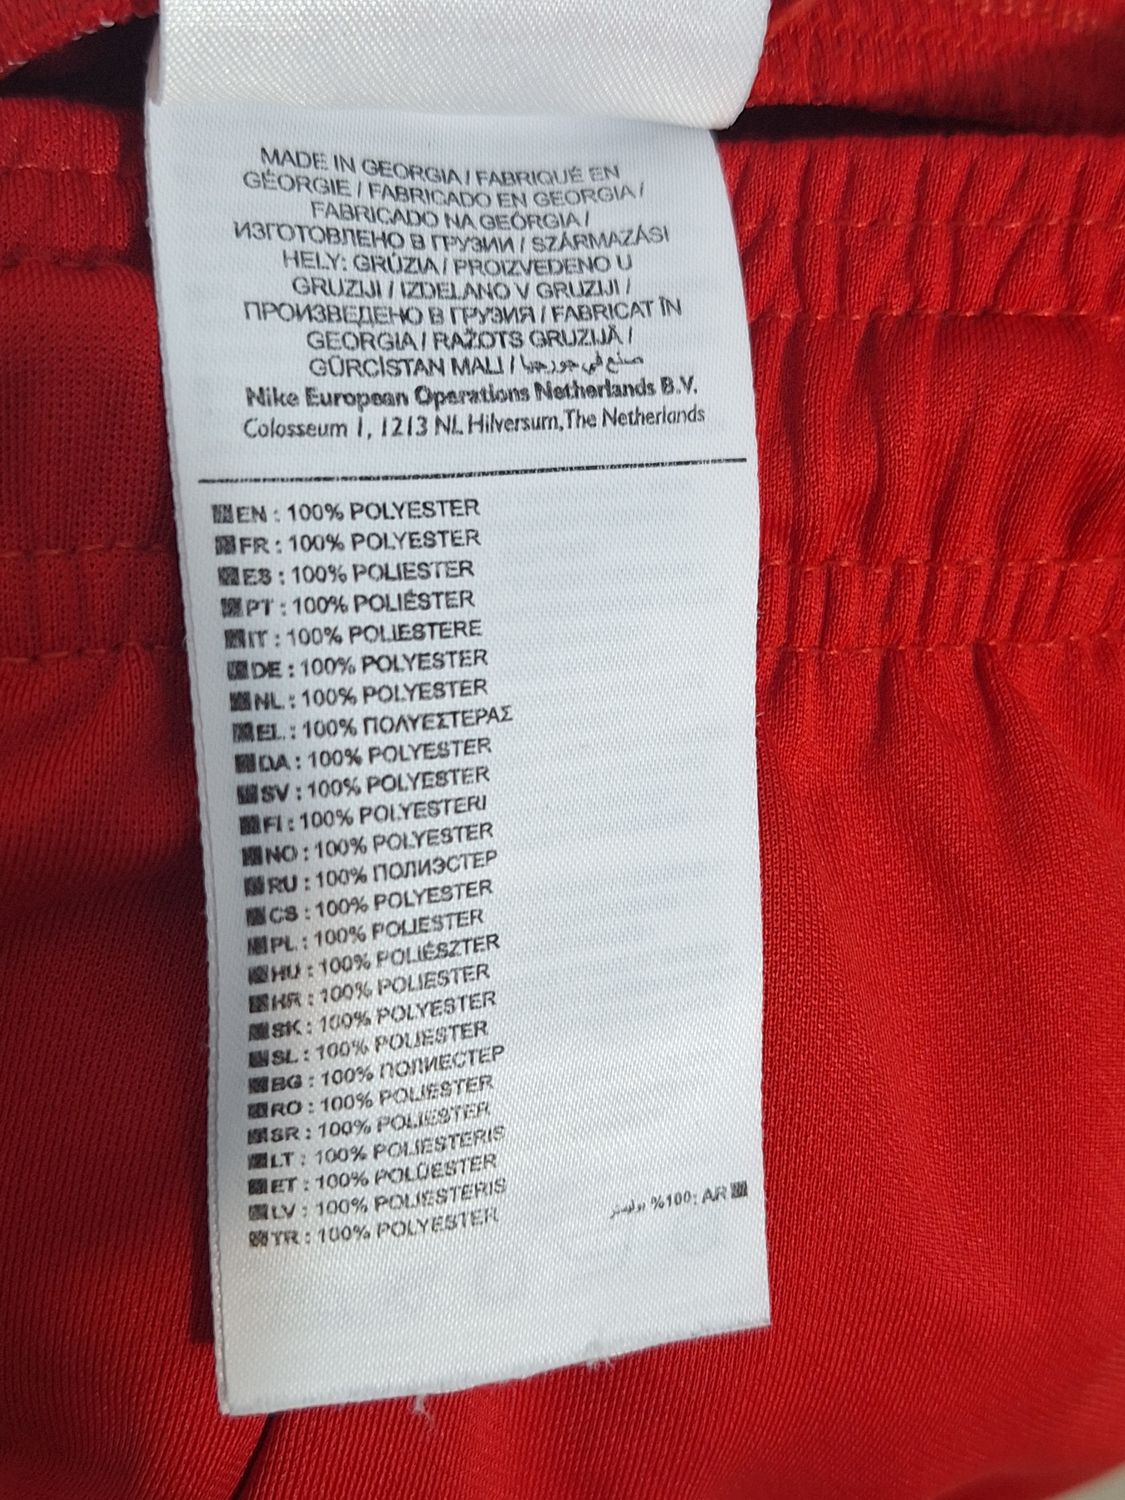 MADE IN GEORGIA / FABRIQUÉ EN
GÉORGIE / FABRICADO EN GEORGIA /
FABRICADO NA GEÓRGIA /
ИЗГОТОВЛЕНО В ГРУЗИИ / SZÁRMAZÁSI
HELY: GRÚZIA / PROIZVEDENO U
GRUZIJI / IZDELANO V GRUZIJI /
ПРОИЗВЕДЕНО В ГРУЗИЯ / FABRICAT ÎN
GEORGIA / RAŽOTS GRUZIJĀ /
GÜRCİSTAN MALI / صنع في جورجيا
Nike European Operations Netherlands B.V.
Colosseum 1, 1213 NL Hilversum, The Netherlands
EN : 100% POLYESTER
FR : 100% POLYESTER
ES : 100% POLIESTER
PT : 100% POLIÉSTER
IT : 100% POLIESTERE
DE : 100% POLYESTER
NL : 100% POLYESTER
EL : 100% ΠΟΛΥΕΣΤΕΡΑΣ
DA : 100% POLYESTER
SV : 100% POLYESTER
FI : 100% POLYESTERI
NO : 100% POLYESTER
RU : 100% ПОЛИЭСТЕР
CS : 100% POLYESTER
PL : 100% POLIESTER
HU : 100% POLIÉSZTER
HR : 100% POLIESTER
SK : 100% POLYESTER
SL : 100% POLIESTER
BG : 100% ПОЛИЕСТЕР
RO : 100% POLIESTER
SR : 100% POLIESTER
LT : 100% POLIESTERIS
ET : 100% POLÜESTER
LV : 100% POLIESTERIS
TR : 100% POLYESTER
AR : 100% بوليستر